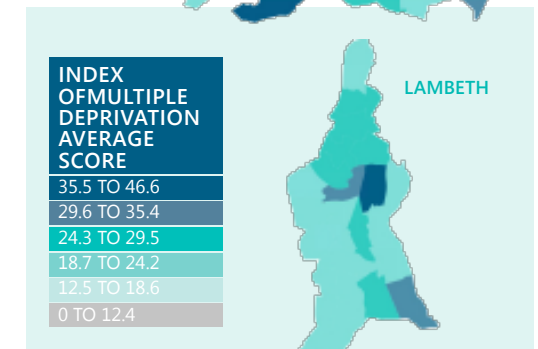 INDEX
OFMULTIPLE
DEPRIVATION
AVERAGE
SCORE
35.5 TO 46.6
29.6 TO 35.4
24.3 TO 29.5
18.7 TO 24.2
12.5 TO 18.6
0 TO 12.4
LAMBETH